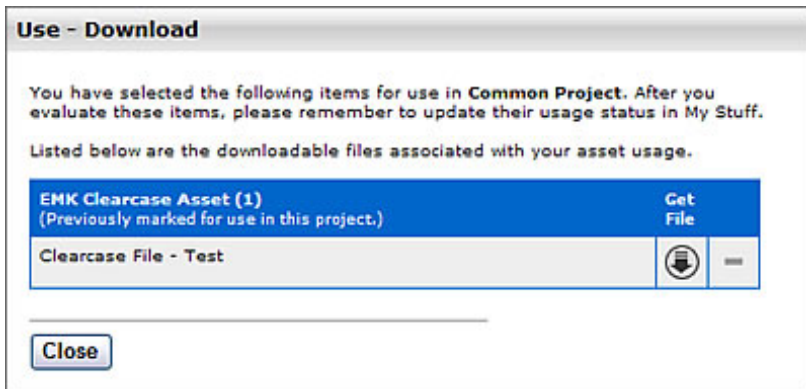 Use - Download
You have selected the following items for use in Common Project. After you
evaluate these items, please remember to update their usage status in My Stuff.
Listed below are the downloadable files associated with your asset usage.
EMK Clearcase Asset (1)
(Previously marked for use in this project.)
Get
File
Clearcase File - Test
Close